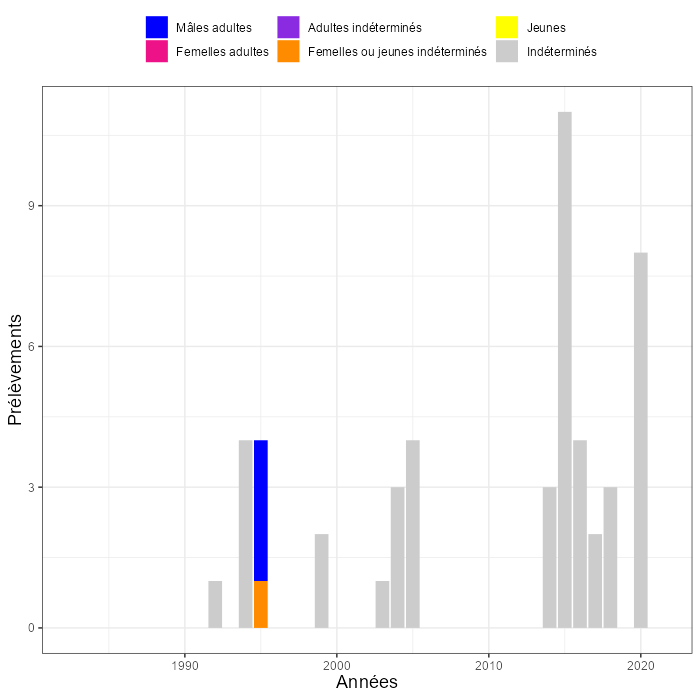 Mâles adultes Adultes indéterminés Jeunes
Femelles adultes Femelles ou jeunes indéterminés Indéterminés
9
6
3
0
Prélèvements
1990 2000 2010 2020
Années